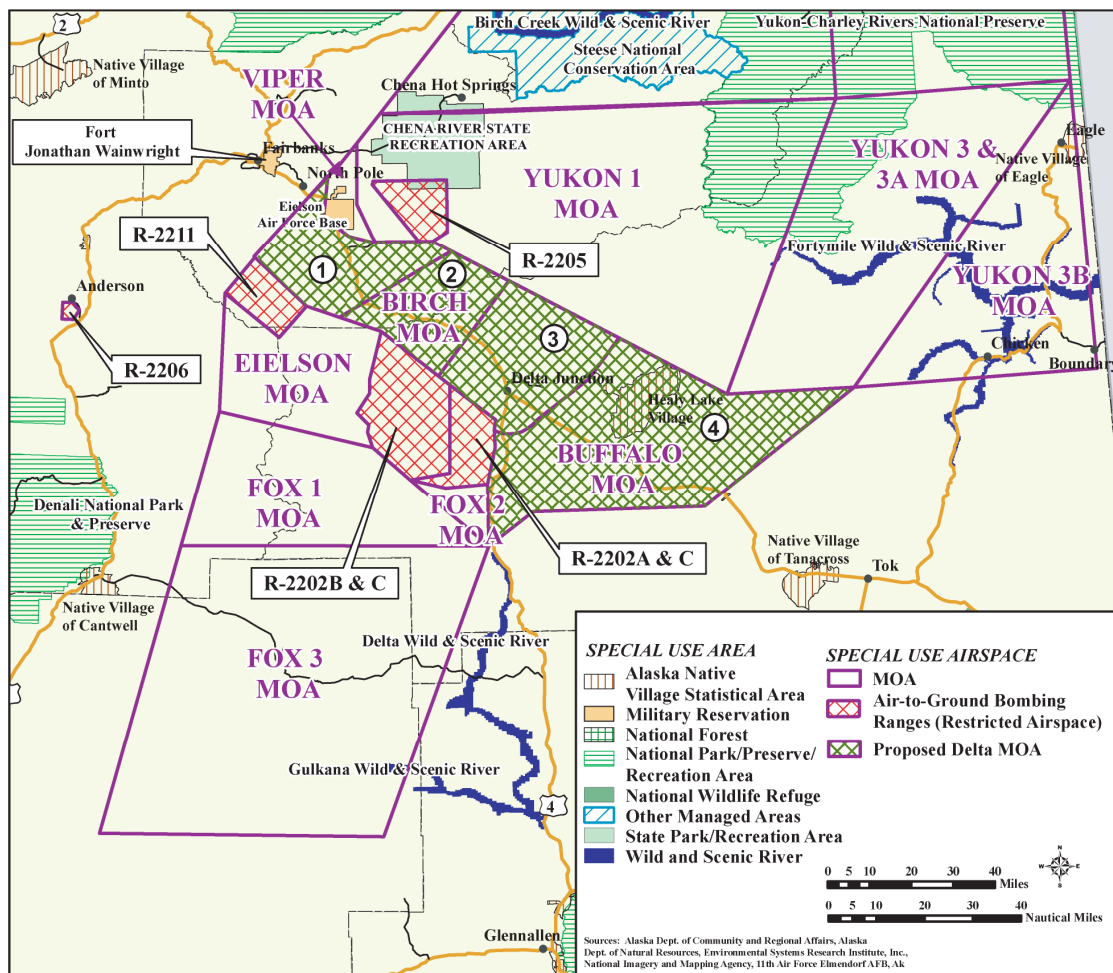 2
Birch Creek Wild & Scenic River
Yukon-Charley Rivers National Preserve
Steese National
Conservation Area
Native Village
of Minto
VIPER
MOA
Chena Hot Springs
CHENA RIVER STATE
RECREATION AREA
Fort
Jonathan Wainwright
Fairbanks
North Pole
Eielson
Air Force Base
YUKON 1
MOA
YUKON 3 &
3A MOA
Eagle
Native Village
of Eagle
R-2211
R-2205
Fortymile Wild & Scenic River
YUKON 3B
MOA
1
2
3
4
BIRCH
MOA
Anderson
R-2206
EIELSON
MOA
Delta Junction
Healy Lake
Village
Chicken
Boundary
BUFFALO
MOA
FOX 1
MOA
FOX 2
MOA
Denali National Park
& Preserve
R-2202B & C
R-2202A & C
Native Village
of Tanacross
Tok
Native Village
of Cantwell
FOX 3
MOA
Delta Wild & Scenic River
Gulkana Wild & Scenic River
4
Glennallen
SPECIAL USE AREA
Alaska Native
Village Statistical Area
Military Reservation
National Forest
National Park/Preserve/
Recreation Area
National Wildlife Refuge
Other Managed Areas
State Park/Recreation Area
Wild and Scenic River
SPECIAL USE AIRSPACE
MOA
Air-to-Ground Bombing
Ranges (Restricted Airspace)
Proposed Delta MOA
N
W E
S
0 5 10 20 30 40
Miles
0 5 10 20 30 40
Nautical Miles
Sources: Alaska Dept. of Community and Regional Affairs, Alaska
Dept. of Natural Resources, Environmental Systems Research Institute, Inc.,
National Imagery and Mapping Agency, 11th Air Force Elmendorf AFB, Ak